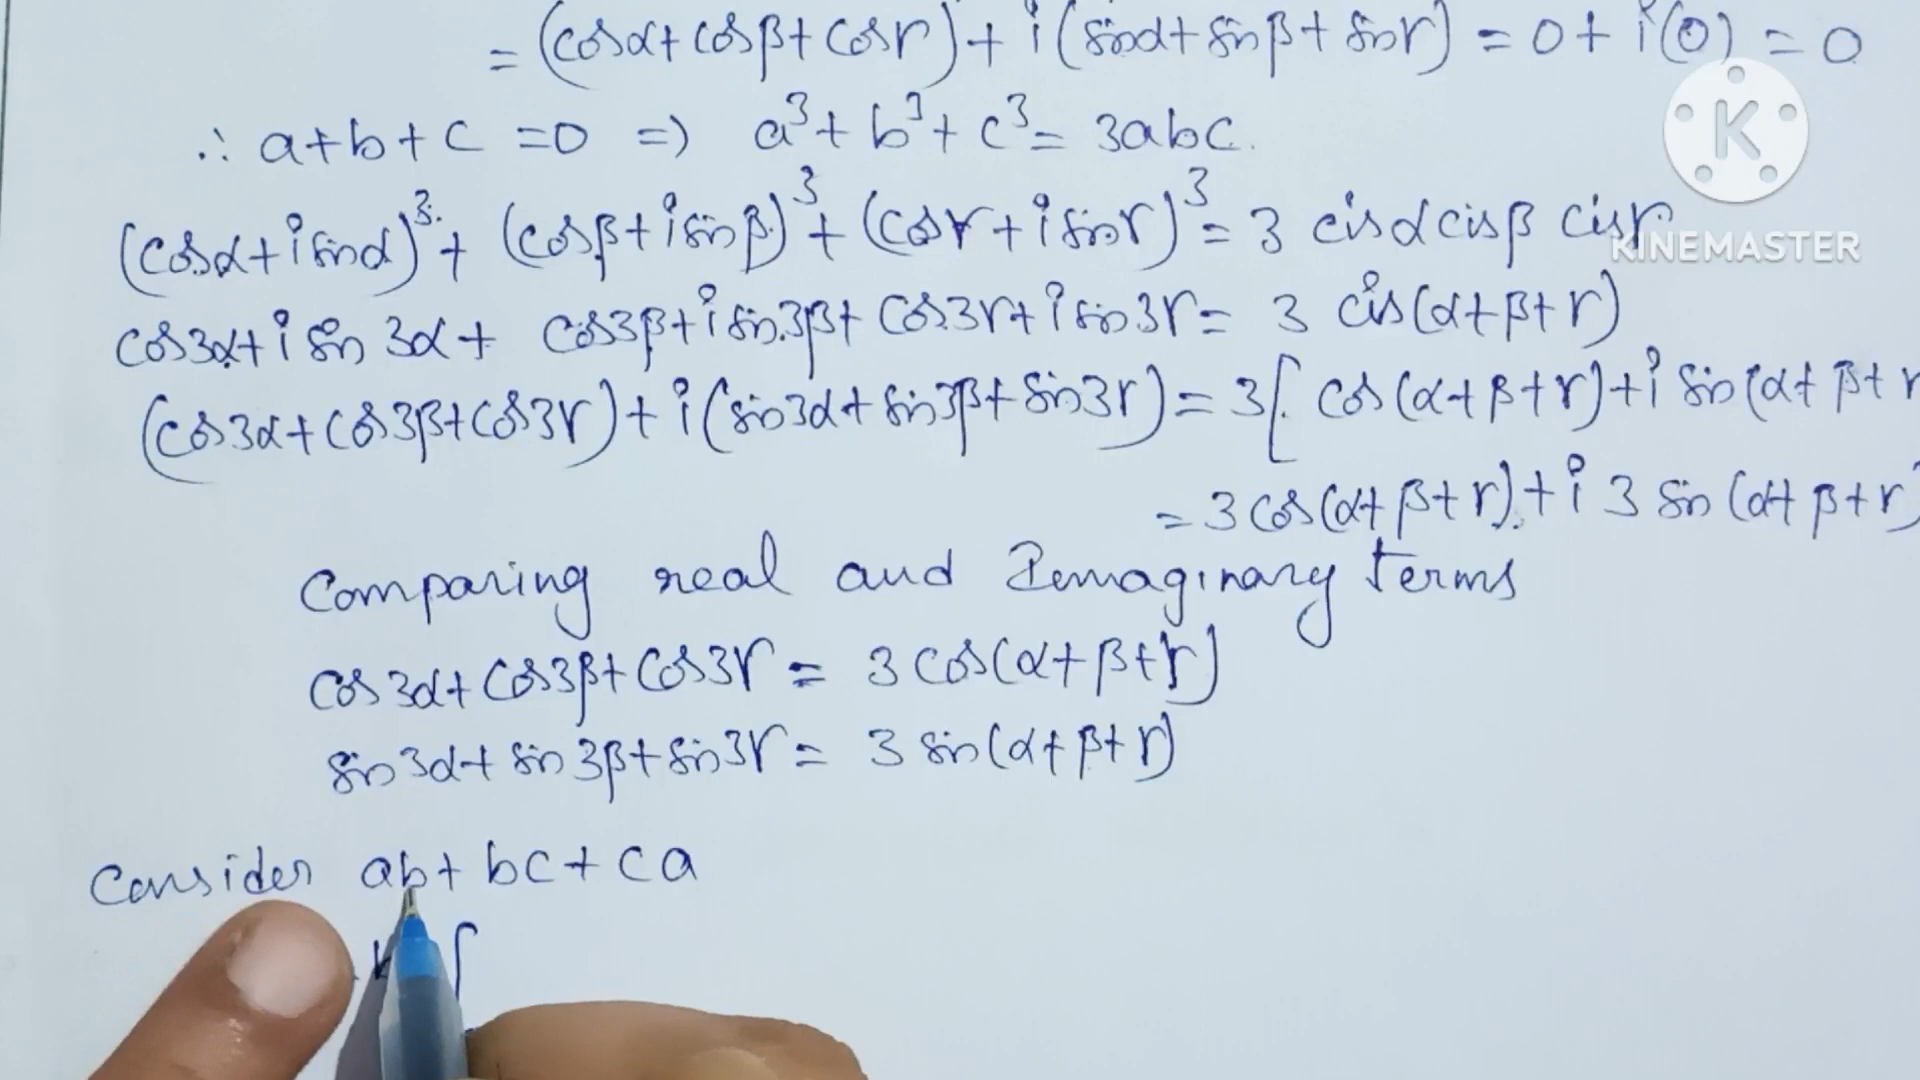 = (cosα+cosβ+cosr)+i(sinα+sinβ+sinr) = 0+i(0) = 0
∴ a+b+c =0 => a³+b³+c³= 3abc.
K
KINEMASTER
(cosα+isinα)³+ (cosβ+isinβ)³+(cosr+isinr)³= 3 cisα cisβ cisr
cos3α+i sin 3α+ cos3β+i sin3β+ cos3r+i sin3r= 3 cis(α+β+r)
(cos3α+cos3β+cos3r)+i(sin3α+sin3β+sin3r)=3[cos(α+β+r)+i sin(α+β+r
=3cos(α+β+r)+i 3 sin(α+β+r)
Comparing real and Imaginary terms
cos3α+cos3β+cos3r = 3cos(α+β+r)
sin3α+sin3β+sin3r= 3 sin(α+β+r)
Consider ab+bc+ca